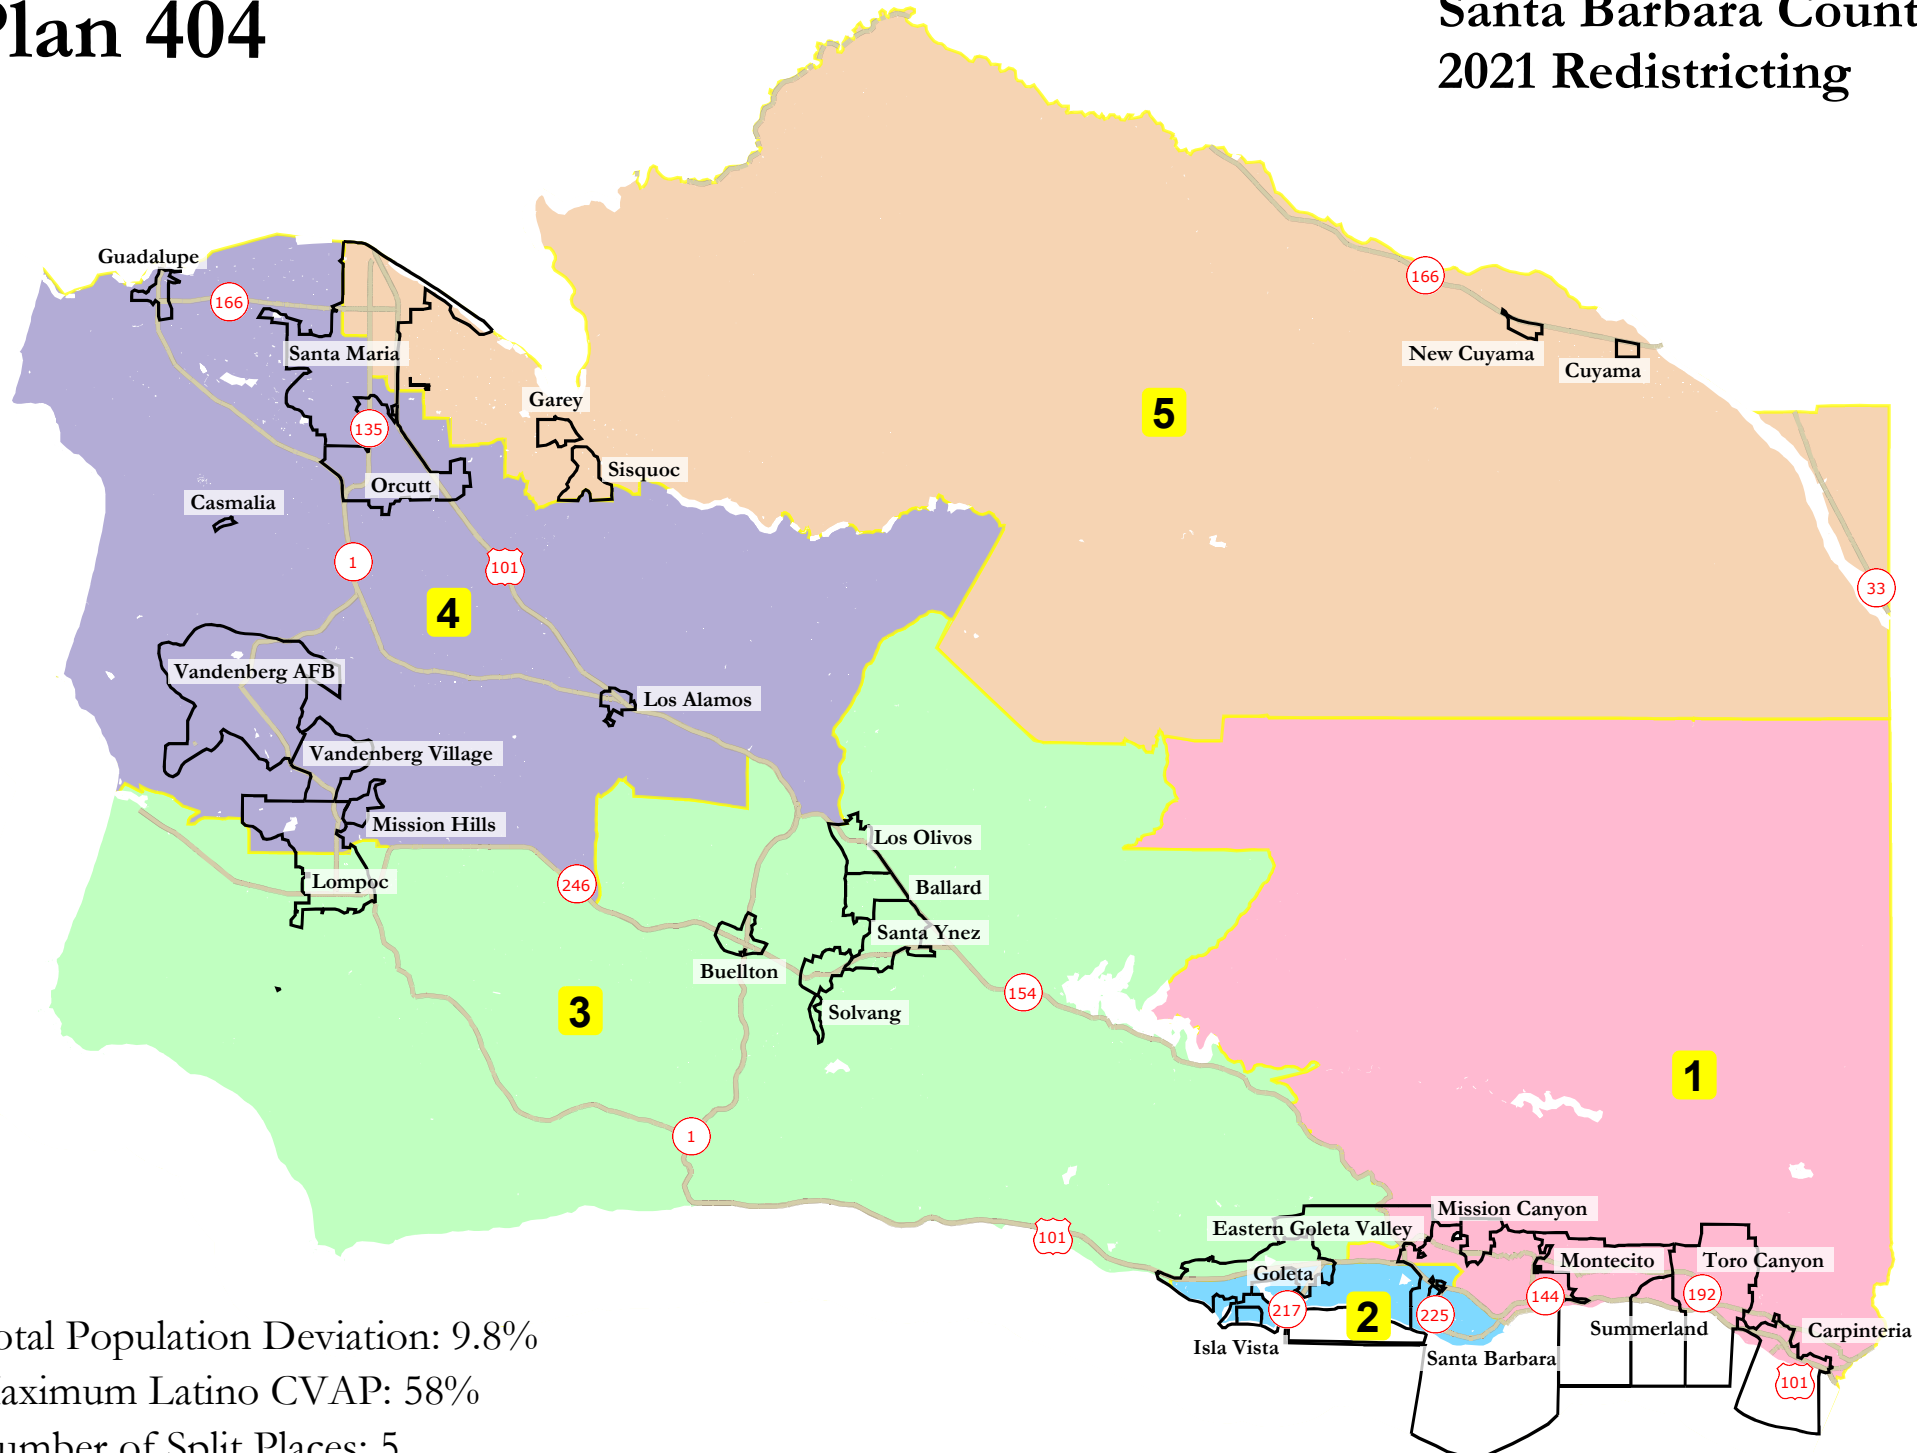 Plan 404
Santa Barbara Count
2021 Redistricting
Guadalupe
166
166
Santa Maria
New Cuyama
Cuyama
Garey
5
135
Sisquoc
Orcutt
Casmalia
1
101
33
4
Vandenberg AFB
Los Alamos
Vandenberg Village
Mission Hills
Los Olivos
Lompoc
246
Ballard
Santa Ynez
Buellton
154
3
Solvang
1
1
Mission Canyon
Eastern Goleta Valley
101
Goleta
Montecito
Toro Canyon
217
2
225
144
192
Summerland
Carpinteria
Isla Vista
Santa Barbara
101
otal Population Deviation: 9.8%
aximum Latino CVAP: 58%
umber of Split Places: 5